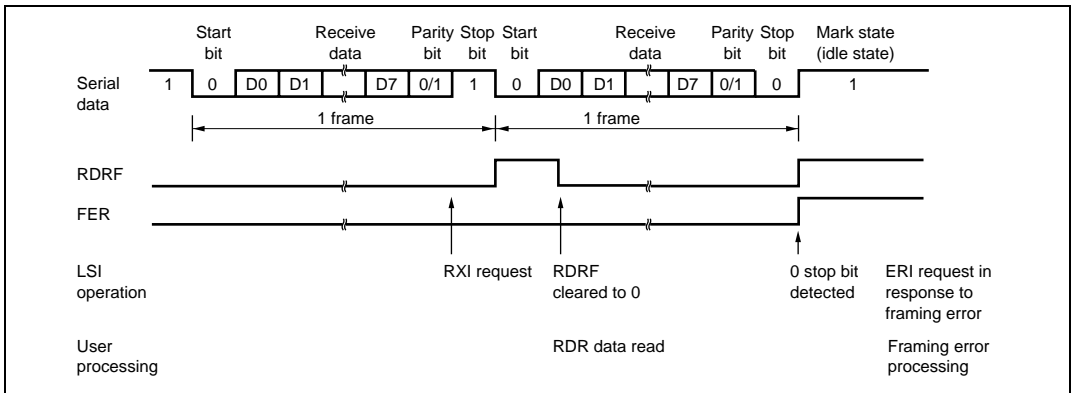 Start Receive Parity Stop Start Receive Parity Stop Mark state
bit data bit bit bit data bit bit (idle state)
Serial 1 0 D0 D1 D7 0/1 1 0 D0 D1 D7 0/1 0 1
data
1 frame 1 frame
RDRF
FER
LSI RXI request RDRF 0 stop bit ERI request in
operation cleared to 0 detected response to
framing error
User RDR data read Framing error
processing processing